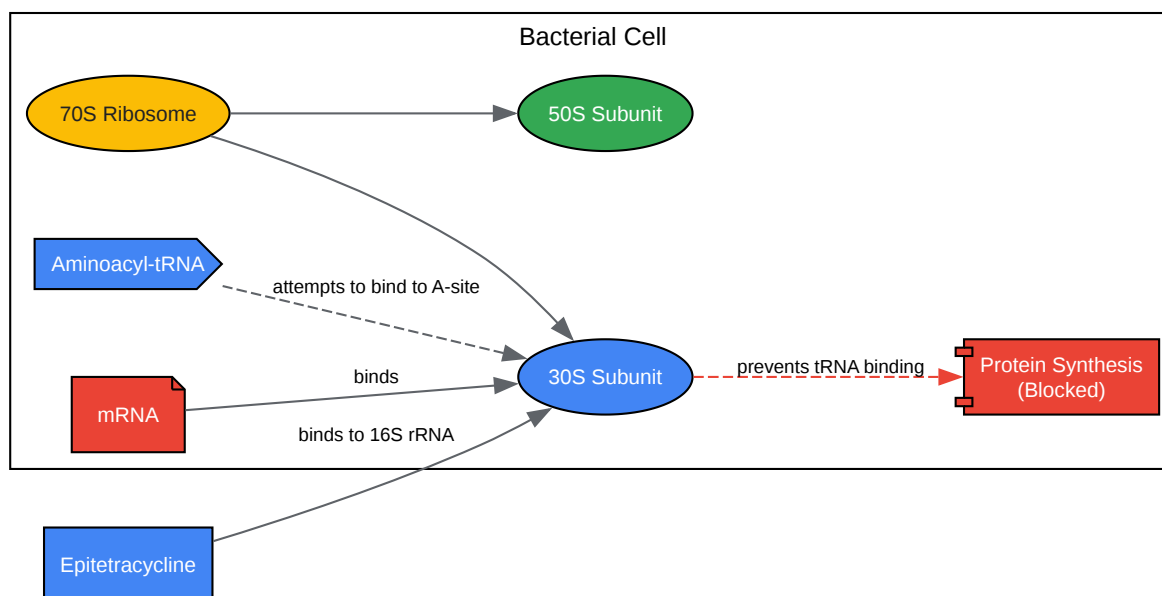 Bacterial Cell
70S Ribosome
50S Subunit
Aminoacyl-tRNA
attempts to bind to A-site
binds
30S Subunit
prevents tRNA binding
Protein Synthesis
(Blocked)
mRNA
binds to 16S rRNA
Epitetracycline